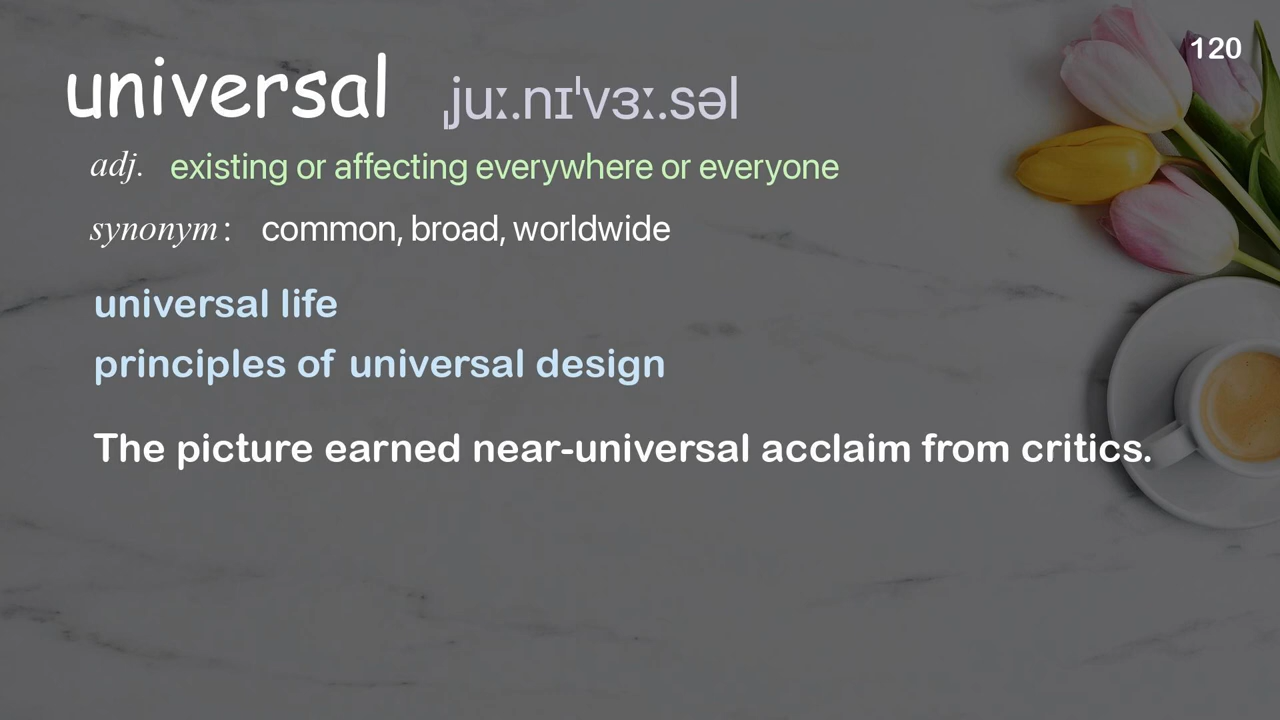 120
universal ˌjuː.nɪˈvɜː.səl
adj. existing or affecting everywhere or everyone
synonym: common, broad, worldwide
universal life
principles of universal design
The picture earned near-universal acclaim from critics.